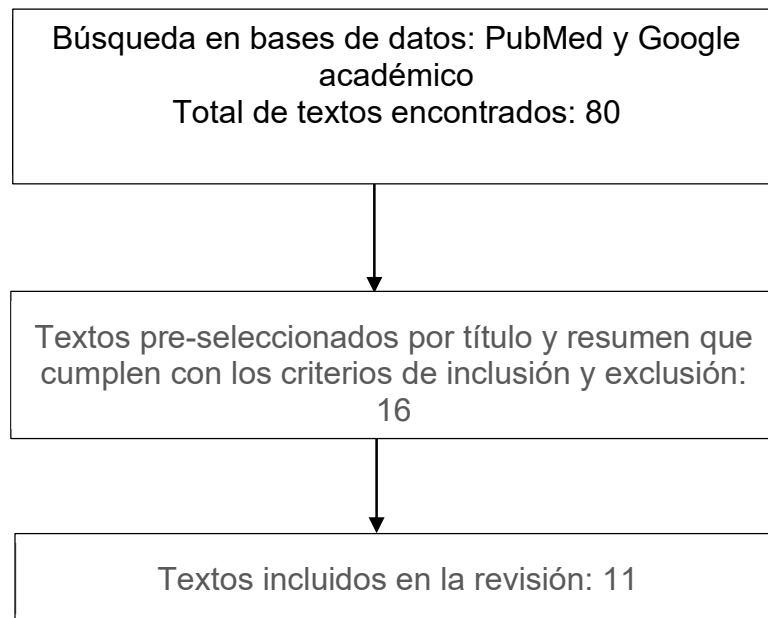 Búsqueda en bases de datos: PubMed y Google
académico
Total de textos encontrados: 80
Textos pre-seleccionados por título y resumen que
cumplen con los criterios de inclusión y exclusión:
16
Textos incluidos en la revisión: 11